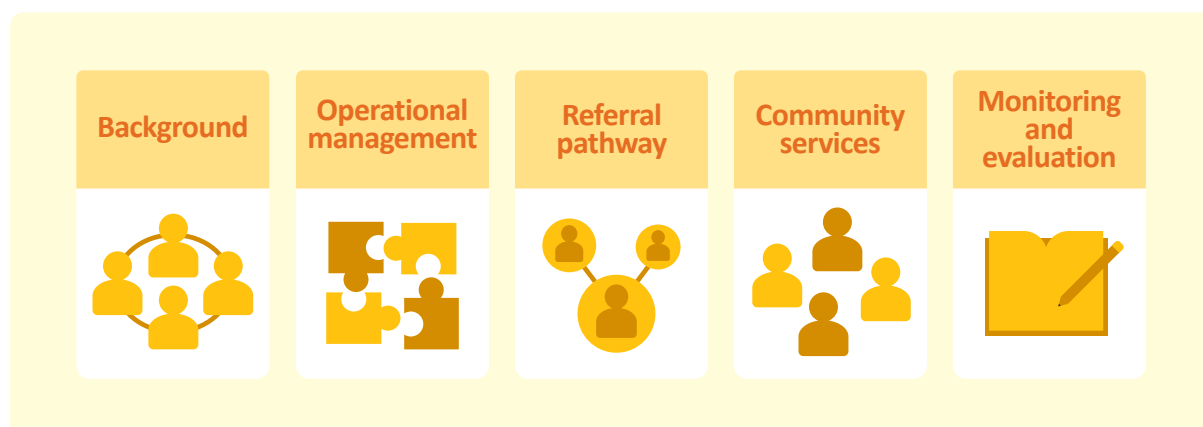 Background
Operational
management
Referral
pathway
Community
services
Monitoring
and
evaluation